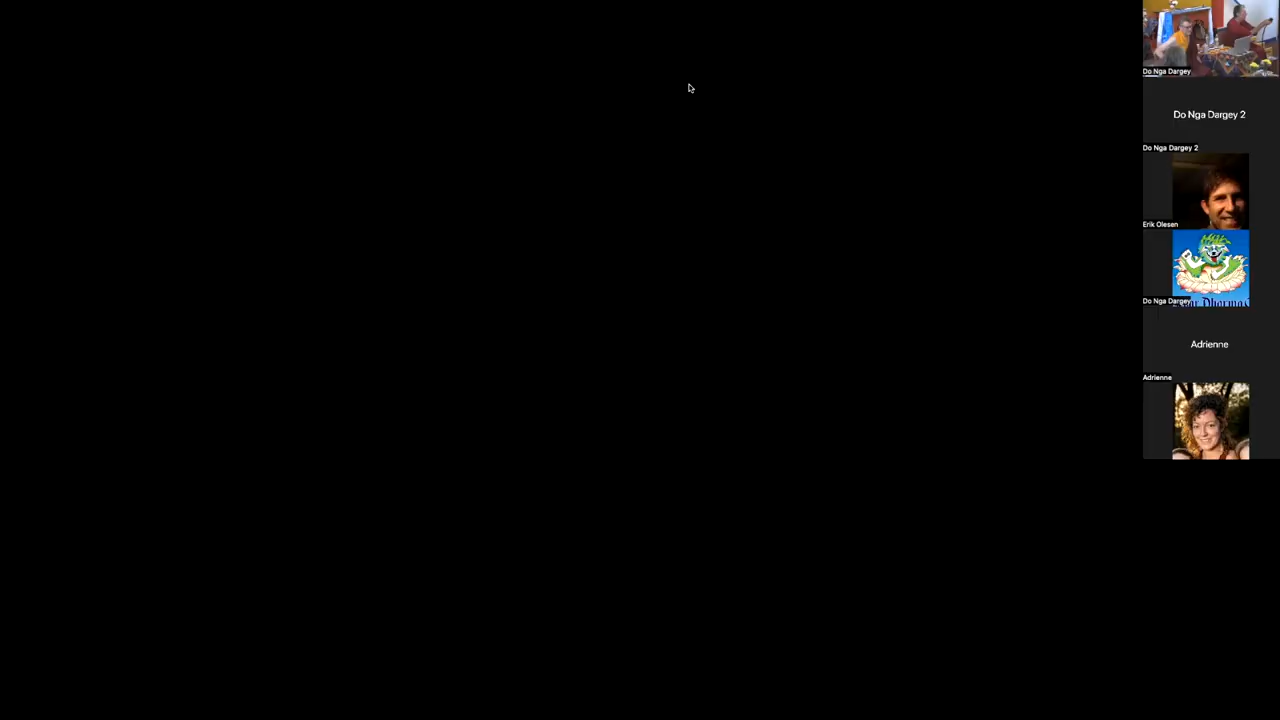 Do Nga Dargey
Do Nga Dargey 2
Do Nga Dargey 2
Erik Olesen
Do Nga Dargey
Adrienne
Adrienne